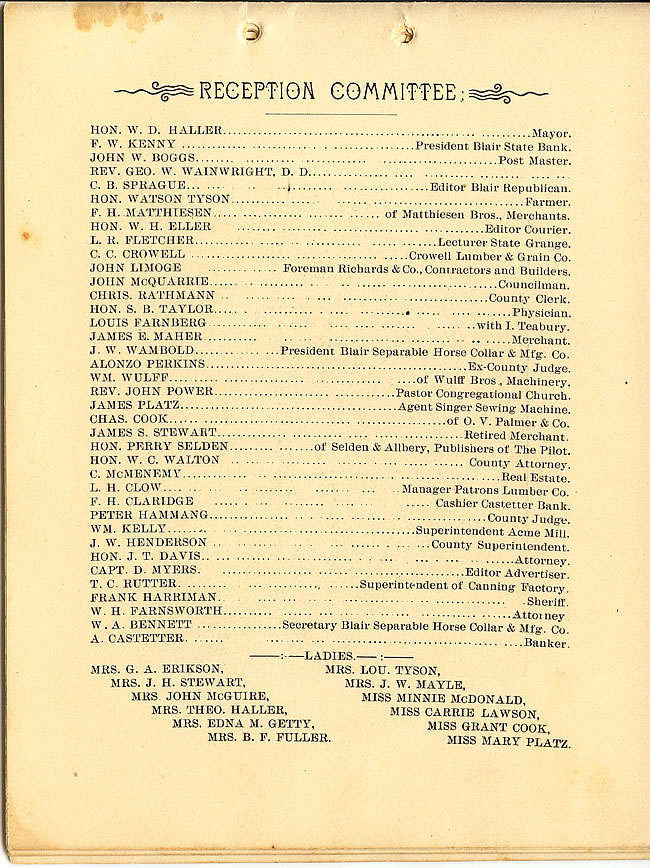 RECEPTION COMMITTEE;
HON. W. D. HALLER........Mayor.
F. W. KENNY........President Blair State Bank.
JOHN W. BOGGS........Post Master.
REV. GEO. W. WAINWRIGHT, D. D........
C. B. SPRAGUE........Editor Blair Republican.
HON. WATSON TYSON........Farmer.
F. H. MATTHIESEN........of Matthiesen Bros., Merchants.
HON. W. H. ELLER........Editor Courier.
L. R. FLETCHER........Lecturer State Grange.
C. C. CROWELL........Crowell Lumber & Grain Co.
JOHN LIMOGE........Foreman Richards & Co., Contractors and Builders.
JOHN McQUARRIE........Councilman.
CHRIS. RATHMANN........County Clerk.
HON. S. B. TAYLOR........Physician.
LOUIS FARNBERG........with I. Teabury.
JAMES E. MAHER........Merchant.
J. W. WAMBOLD........President Blair Separable Horse Collar & Mfg. Co.
ALONZO PERKINS........Ex-County Judge.
WM. WULFF........of Wulff Bros., Machinery.
REV. JOHN POWER........Pastor Congregational Church.
JAMES PLATZ........Agent Singer Sewing Machine.
CHAS. COOK........of O. V. Palmer & Co.
JAMES S. STEWART........Retired Merchant.
HON. PERRY SELDEN........of Selden & Allbery, Publishers of The Pilot.
HON. W. C. WALTON........County Attorney.
C. McMENEMY........Real Estate.
L. H. CLOW........Manager Patrons Lumber Co.
F. H. CLARIDGE........Cashier Castetter Bank.
PETER HAMMANG........County Judge.
WM. KELLY........Superintendent Acme Mill.
J. W. HENDERSON........County Superintendent.
HON. J. T. DAVIS........Attorney.
CAPT. D. MYERS........Editor Advertiser.
T. C. RUTTER........Superintendent of Canning Factory.
FRANK HARRIMAN........Sheriff.
W. H. FARNSWORTH........Attorney
W. A. BENNETT........Secretary Blair Separable Horse Collar & Mfg. Co.
A. CASTETTER........Banker.
——:—LADIES.—:——
MRS. G. A. ERIKSON, MRS. LOU. TYSON,
MRS. J. H. STEWART, MRS. J. W. MAYLE,
MRS. JOHN McGUIRE, MISS MINNIE McDONALD,
MRS. THEO. HALLER, MISS CARRIE LAWSON,
MRS. EDNA M. GETTY, MISS GRANT COOK,
MRS. B. F. FULLER. MISS MARY PLATZ.